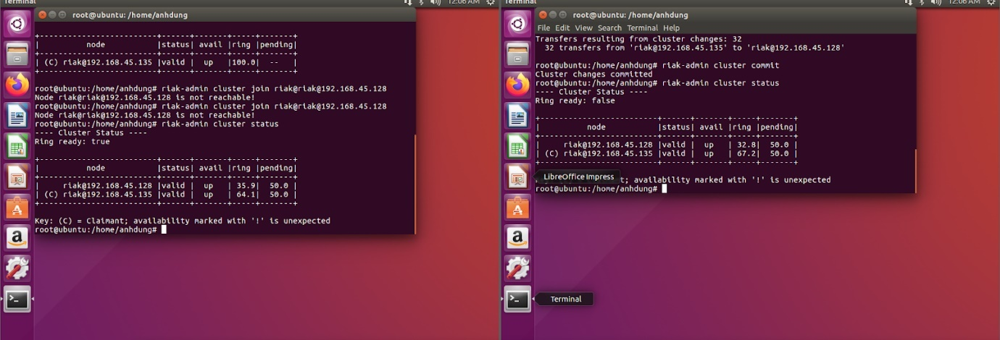 Terminal
12:06 AM
root@ubuntu: /home/anhdung
+-------------------------+------+-------+-----+-------+
|          node           |status| avail |ring |pending|
+-------------------------+------+-------+-----+-------+
| (C) riak@192.168.45.135 |valid |  up   |100.0|  --   |
+-------------------------+------+-------+-----+-------+
root@ubuntu:/home/anhdung# riak-admin cluster join riak@riak@192.168.45.128
Node riak@riak@192.168.45.128 is not reachable!
root@ubuntu:/home/anhdung# riak-admin cluster join riak@riak@192.168.45.128
Node riak@riak@192.168.45.128 is not reachable!
root@ubuntu:/home/anhdung# riak-admin cluster status
---- Cluster Status ----
Ring ready: true
+-------------------------+------+-------+-----+-------+
|          node           |status| avail |ring |pending|
+-------------------------+------+-------+-----+-------+
|     riak@192.168.45.128 |valid |  up   | 35.9|  50.0 |
| (C) riak@192.168.45.135 |valid |  up   | 64.1|  50.0 |
+-------------------------+------+-------+-----+-------+
Key: (C) = Claimant; availability marked with '!' is unexpected
root@ubuntu:/home/anhdung#
Terminal
12:06 AM
root@ubuntu: /home/anhdung
File Edit View Search Terminal Help
Transfers resulting from cluster changes: 32
  32 transfers from 'riak@192.168.45.135' to 'riak@192.168.45.128'
root@ubuntu:/home/anhdung# riak-admin cluster commit
Cluster changes committed
root@ubuntu:/home/anhdung# riak-admin cluster status
---- Cluster Status ----
Ring ready: false
+-------------------------+------+-------+-----+-------+
|          node           |status| avail |ring |pending|
+-------------------------+------+-------+-----+-------+
|     riak@192.168.45.128 |valid |  up   | 32.8|  50.0 |
| (C) riak@192.168.45.135 |valid |  up   | 67.2|  50.0 |
+-------------------------+------+-------+-----+-------+
LibreOffice Impress
nt; availability marked with '!' is unexpected
root@ubuntu:/home/anhdung#
Terminal